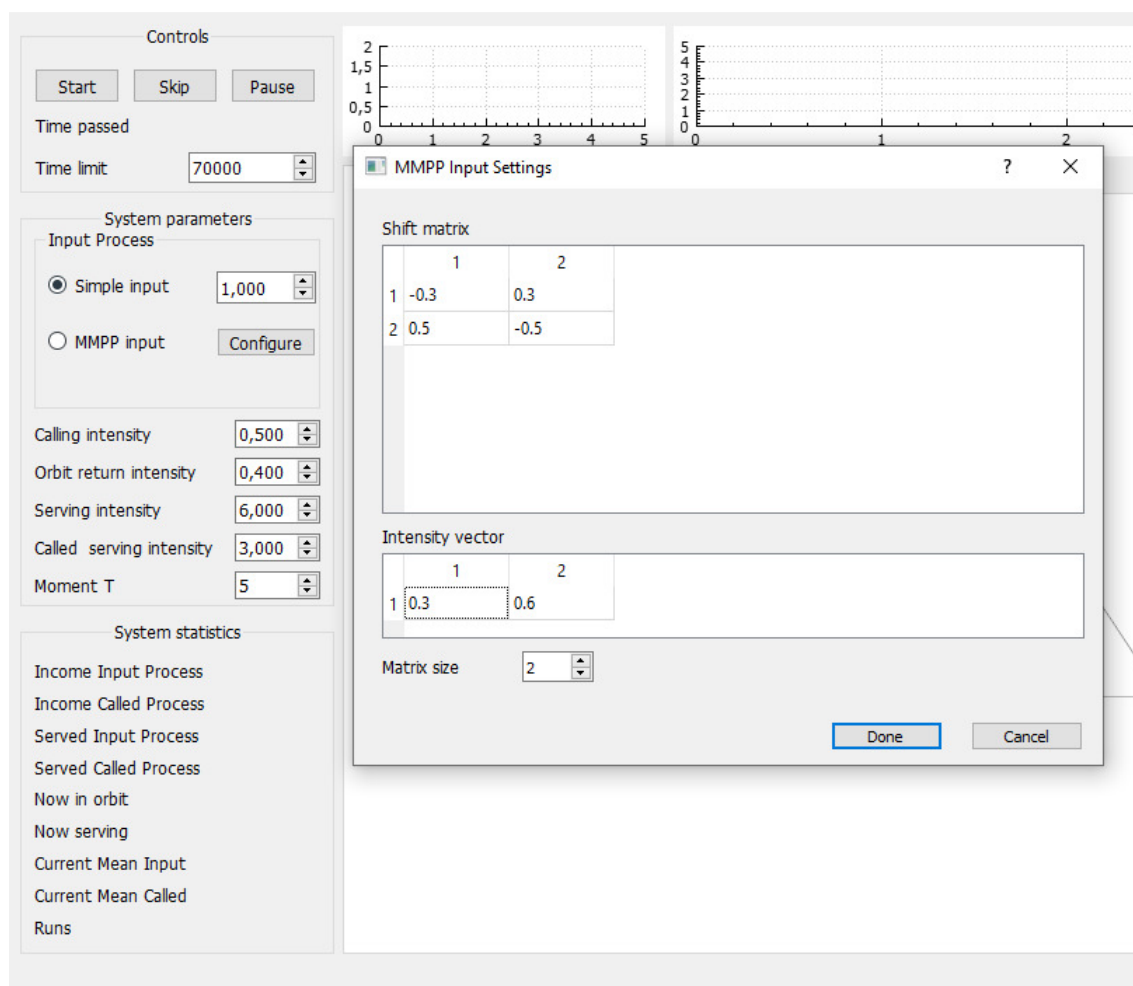 Controls
Start Skip Pause
Time passed
Time limit 70000
System parameters
Input Process
Simple input 1,000
MMPP input Configure
Calling intensity 0,500
Orbit return intensity 0,400
Serving intensity 6,000
Called serving intensity 3,000
Moment T 5
System statistics
Income Input Process
Income Called Process
Served Input Process
Served Called Process
Now in orbit
Now serving
Current Mean Input
Current Mean Called
Runs
2
1,5
1
0,5
0
0 1 2 3 4 5
5
4
3
2
1
0
0 1 2
MMPP Input Settings ?
Shift matrix
1 2
1 -0.3 0.3
2 0.5 -0.5
Intensity vector
1 2
1 0.3 0.6
Matrix size 2
Done Cancel